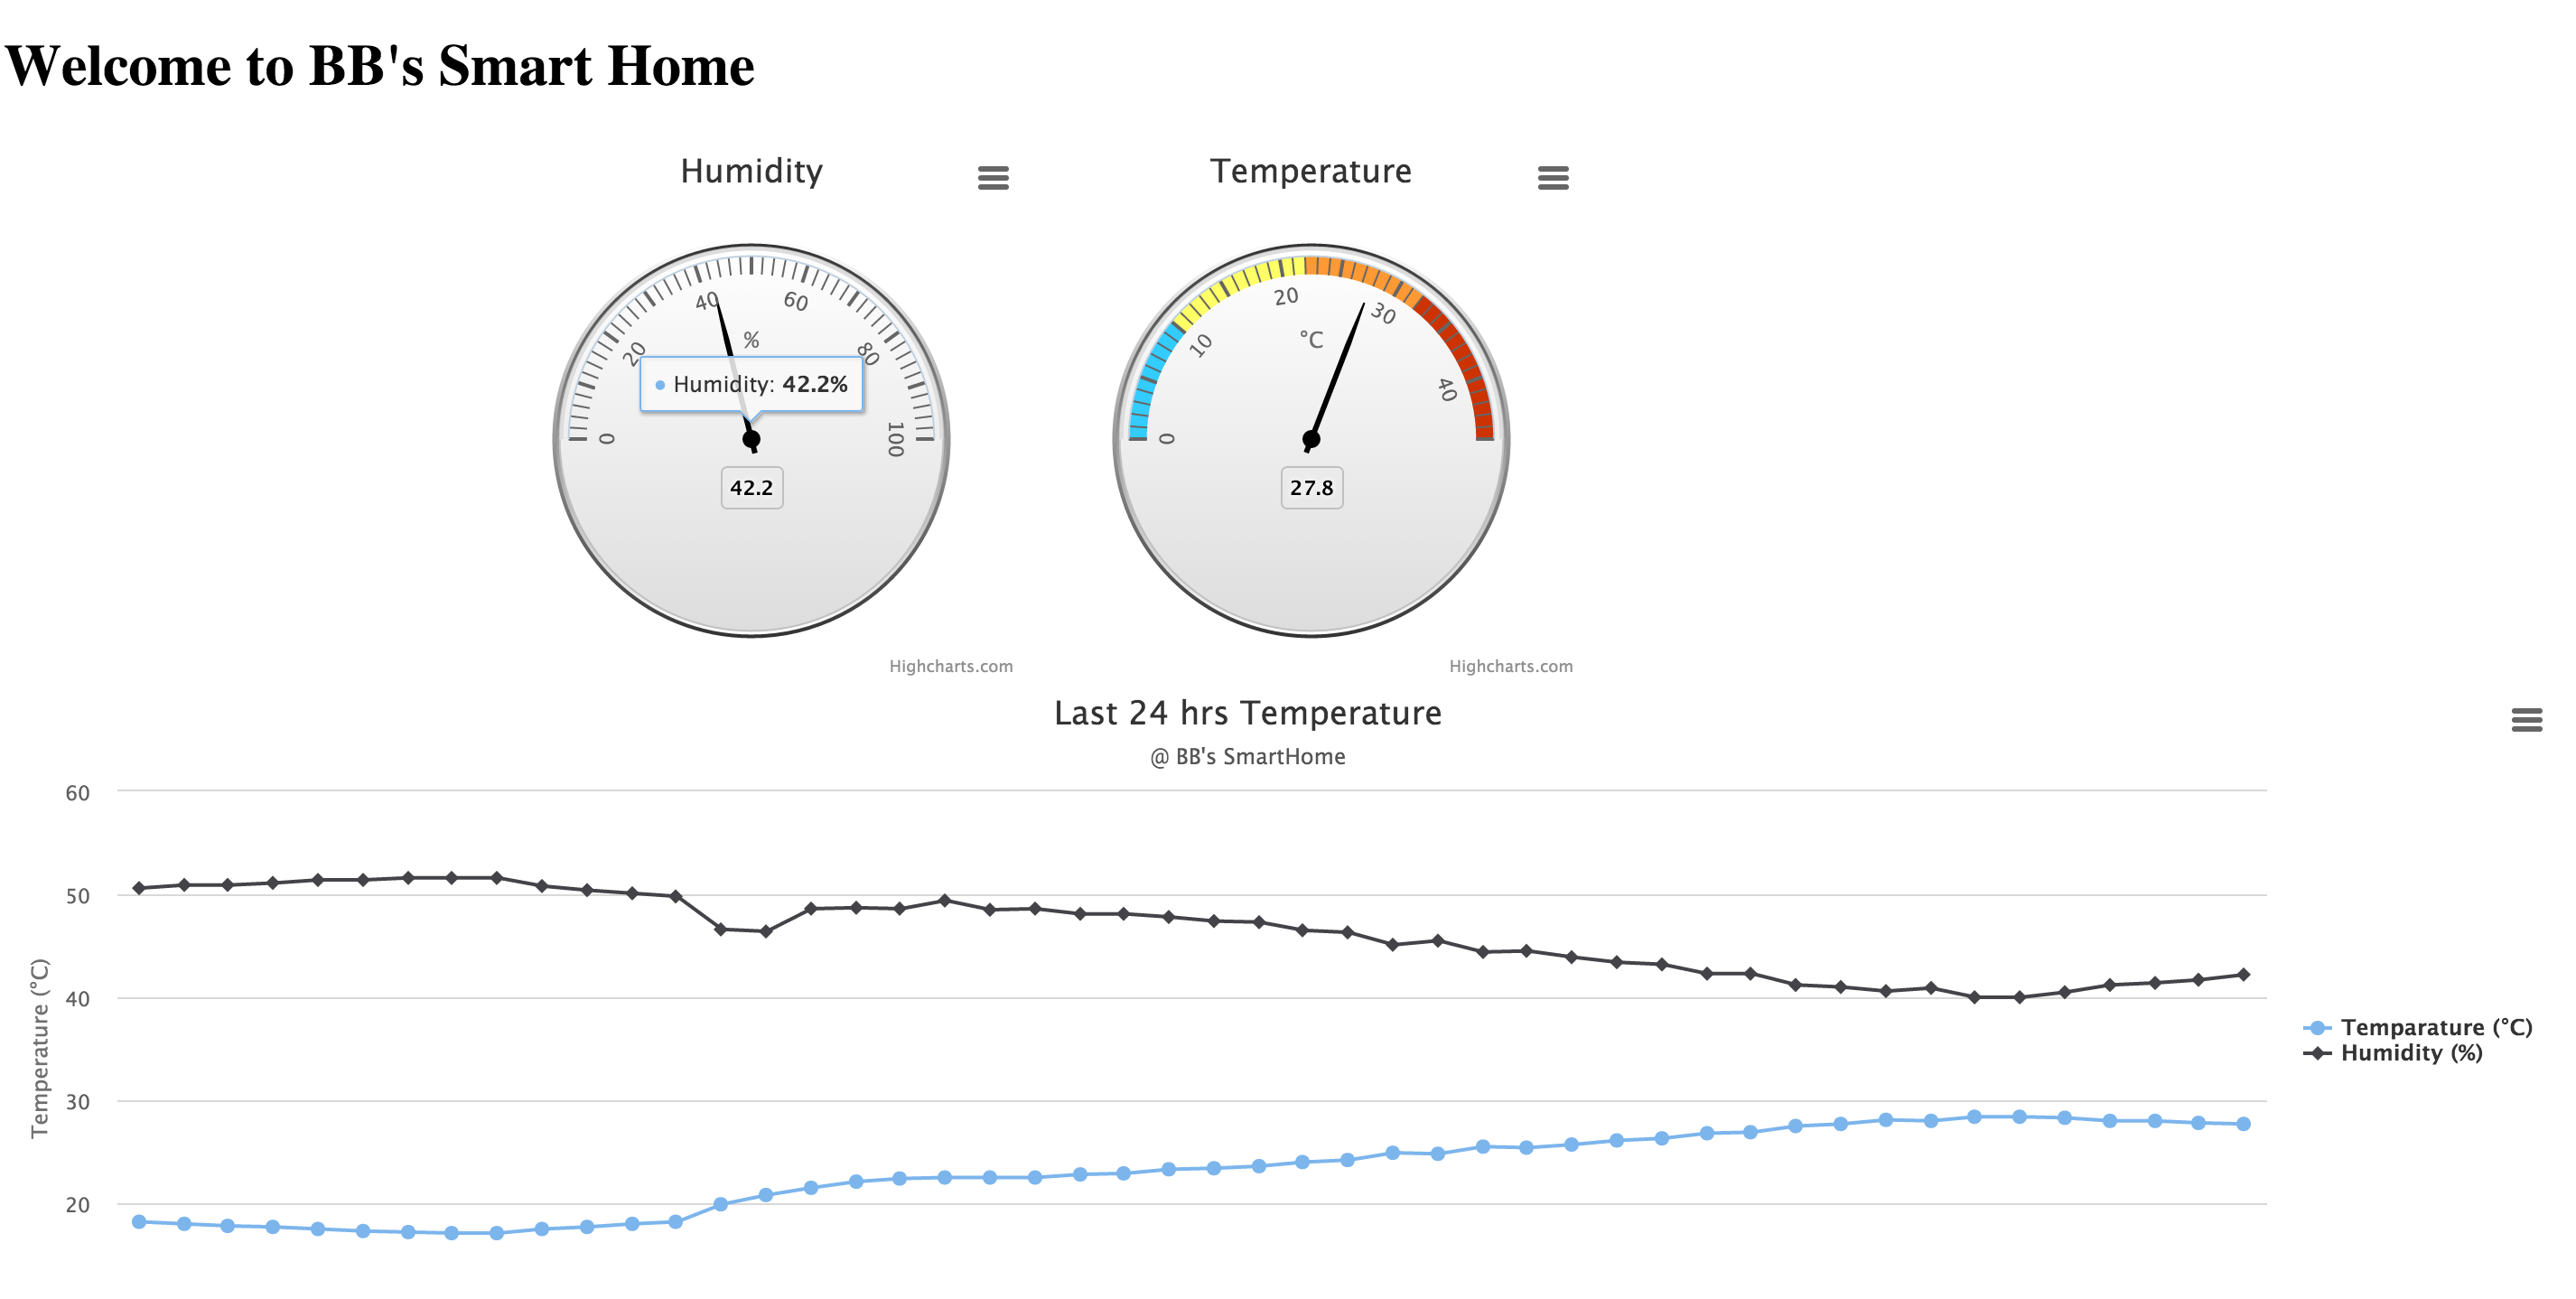 Welcome to BB's Smart Home
Humidity
0
20
40
60
80
100
%
Humidity: 42.2%
42.2
Highcharts.com
Temperature
0
10
20
30
40
°C
27.8
Highcharts.com
Last 24 hrs Temperature
@ BB's SmartHome
Temperature (°C)
60
50
40
30
20
Temparature (°C)
Humidity (%)